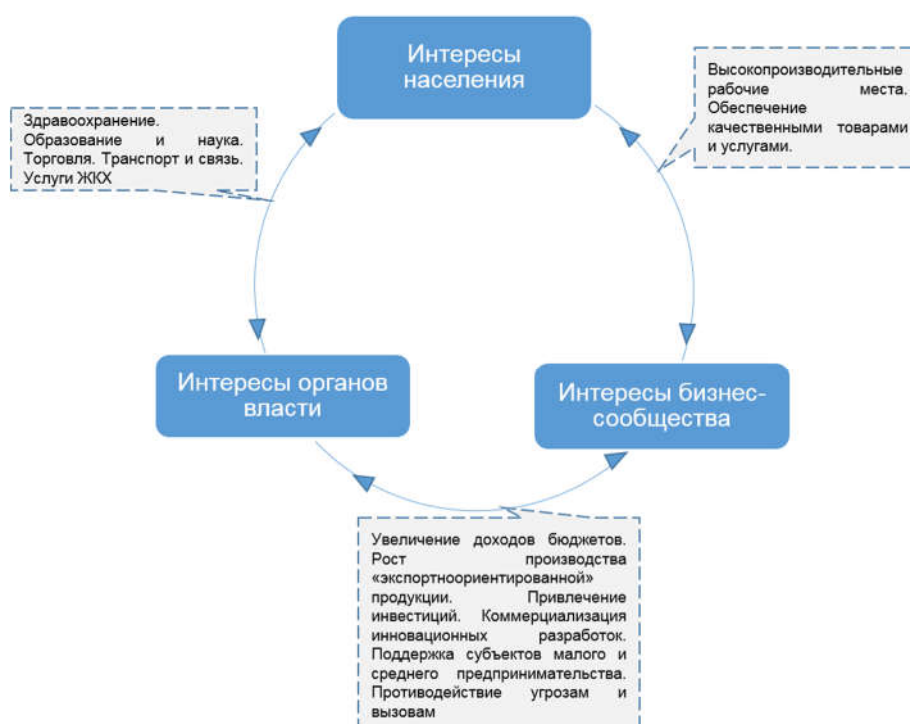 Интересы
населения
Высокопроизводительные
рабочие места.
Обеспечение
качественными товарами
и услугами.
Здравоохранение.
Образование и наука.
Торговля. Транспорт и связь.
Услуги ЖКХ
Интересы органов
власти
Интересы бизнес-
сообщества
Увеличение доходов бюджетов.
Рост производства
«экспортноориентированной»
продукции. Привлечение
инвестиций. Коммерциализация
инновационных разработок.
Поддержка субъектов малого и
среднего предпринимательства.
Противодействие угрозам и
вызовам